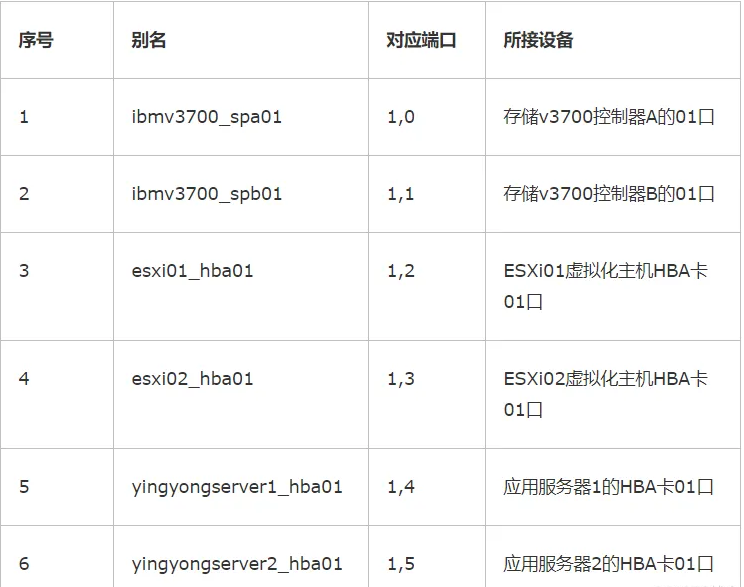 序号 别名 对应端口 所接设备
1 ibmv3700_spa01 1,0 存储v3700控制器A的01口
2 ibmv3700_spb01 1,1 存储v3700控制器B的01口
3 esxi01_hba01 1,2 ESXi01虚拟化主机HBA卡
01口
4 esxi02_hba01 1,3 ESXi02虚拟化主机HBA卡
01口
5 yingyongserver1_hba01 1,4 应用服务器1的HBA卡01口
6 yingyongserver2_hba01 1,5 应用服务器2的HBA卡01口